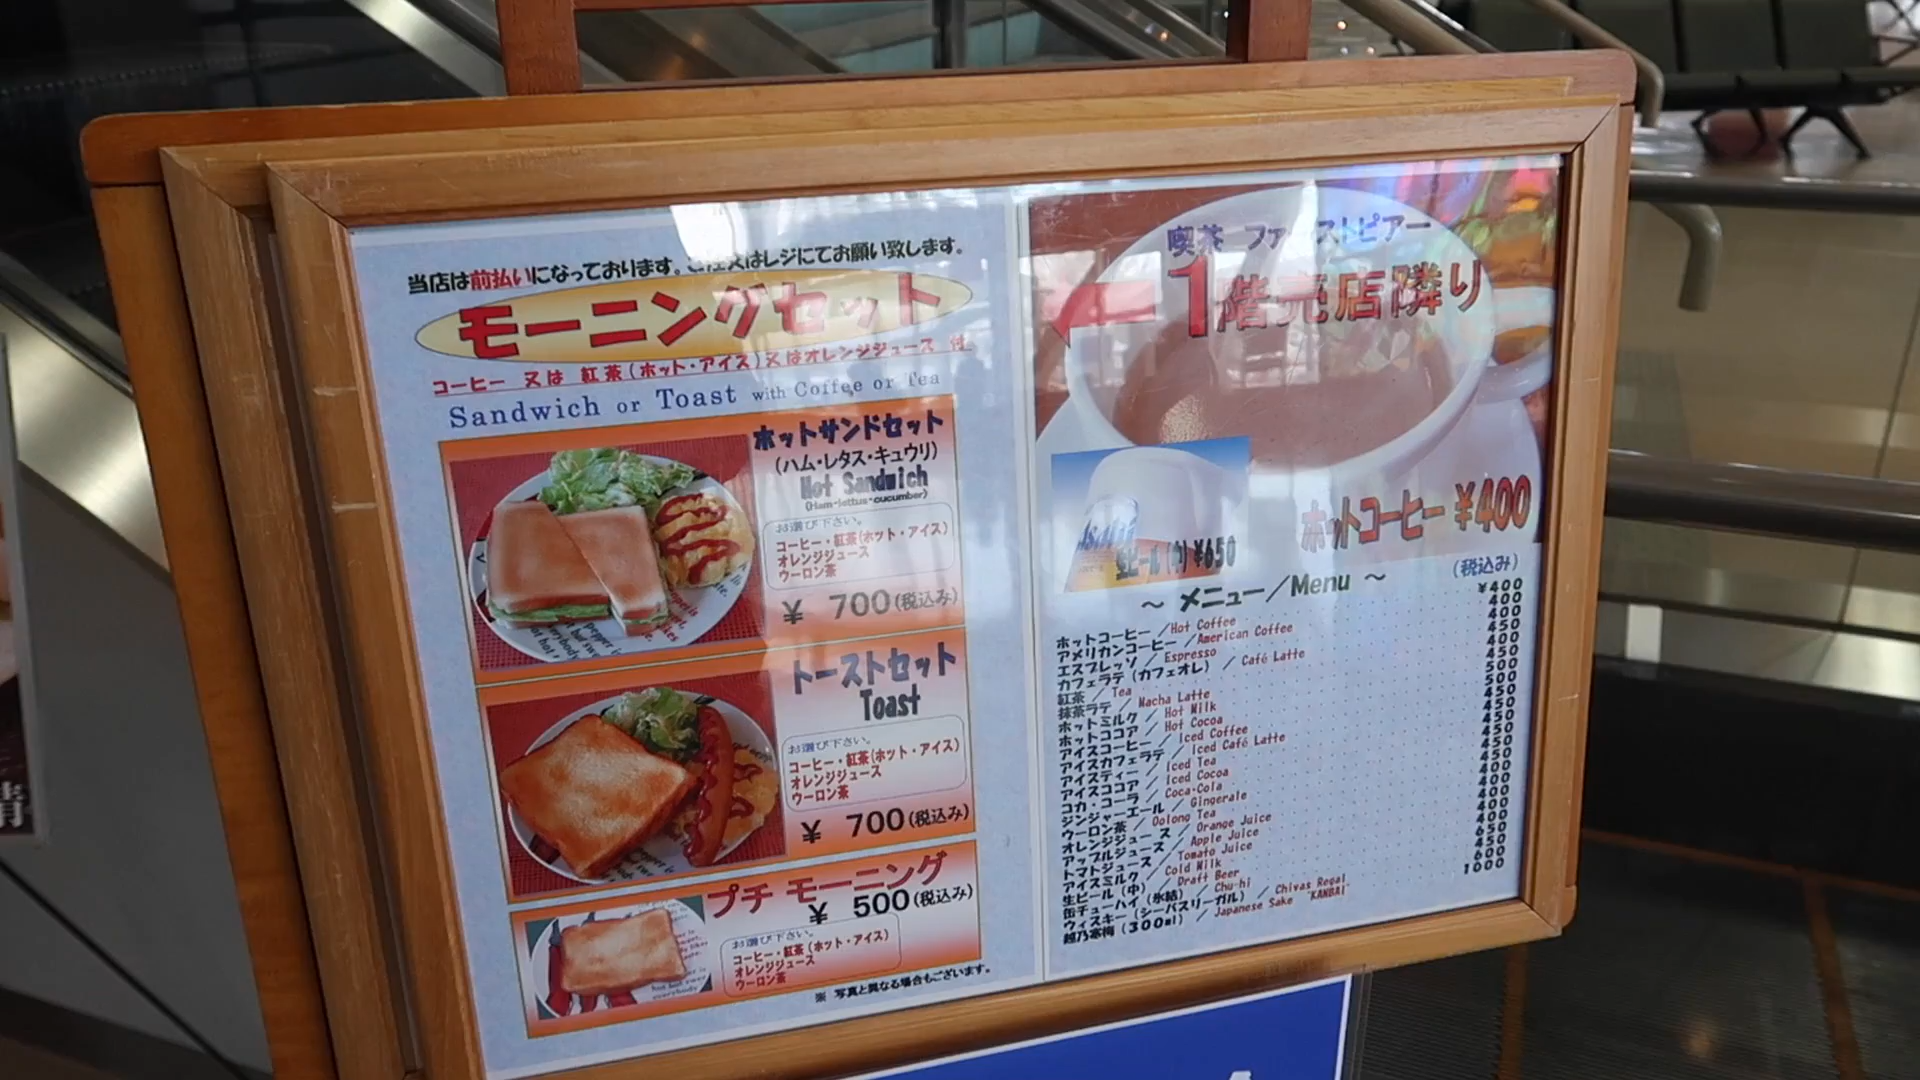 当店は前払いになっております。ご注文はレジにてお願い致します。
モーニングセット
コーヒー 又は 紅茶(ホット・アイス)又はオレンジジュース 付
Sandwich or Toast with Coffee or Tea
ホットサンドセット
(ハム・レタス・キュウリ)
Hot Sandwich
(Ham-lettus-cucumber)
お選び下さい。
コーヒー・紅茶(ホット・アイス)
オレンジジュース
ウーロン茶
¥ 700(税込み)
トーストセット
Toast
お選び下さい。
コーヒー・紅茶(ホット・アイス)
オレンジジュース
ウーロン茶
¥ 700(税込み)
プチ モーニング
¥ 500(税込み)
お選び下さい。
コーヒー・紅茶(ホット・アイス)
オレンジジュース
ウーロン茶
※ 写真と異なる場合もございます。
喫茶 ファーストピアー
1階売店隣り
ホットコーヒー ¥400
Asahi
生ビール(中)¥650
(税込み)
~ メニュー/Menu ~
ホットコーヒー / Hot Coffee ¥400
アメリカンコーヒー / American Coffee 400
エスプレッソ / Espresso 400
カフェラテ(カフェオレ) / Café Latte 450
紅茶 / Tea 400
抹茶ラテ / Macha Latte 450
ホットミルク / Hot Milk
ホットココア / Hot Cocoa
アイスコーヒー / Iced Coffee
アイスカフェラテ / Iced Café Latte
アイスティー / Iced Tea
アイスココア / Iced Cocoa
コカ・コーラ / Coca-Cola
ジンジャーエール / Gingerale
ウーロン茶 / Oolong Tea
オレンジジュース / Orange Juice
アップルジュース / Apple Juice
トマトジュース / Tomato Juice
アイスミルク / Cold Milk
生ビール(中) / Draft Beer 650
缶チューハイ(氷結) / Chu-hi 450
ウィスキー(シーバスリーガル) / Chivas Regal 600
越乃寒梅(300ml) / Japanese Sake "KANBAI" 1000